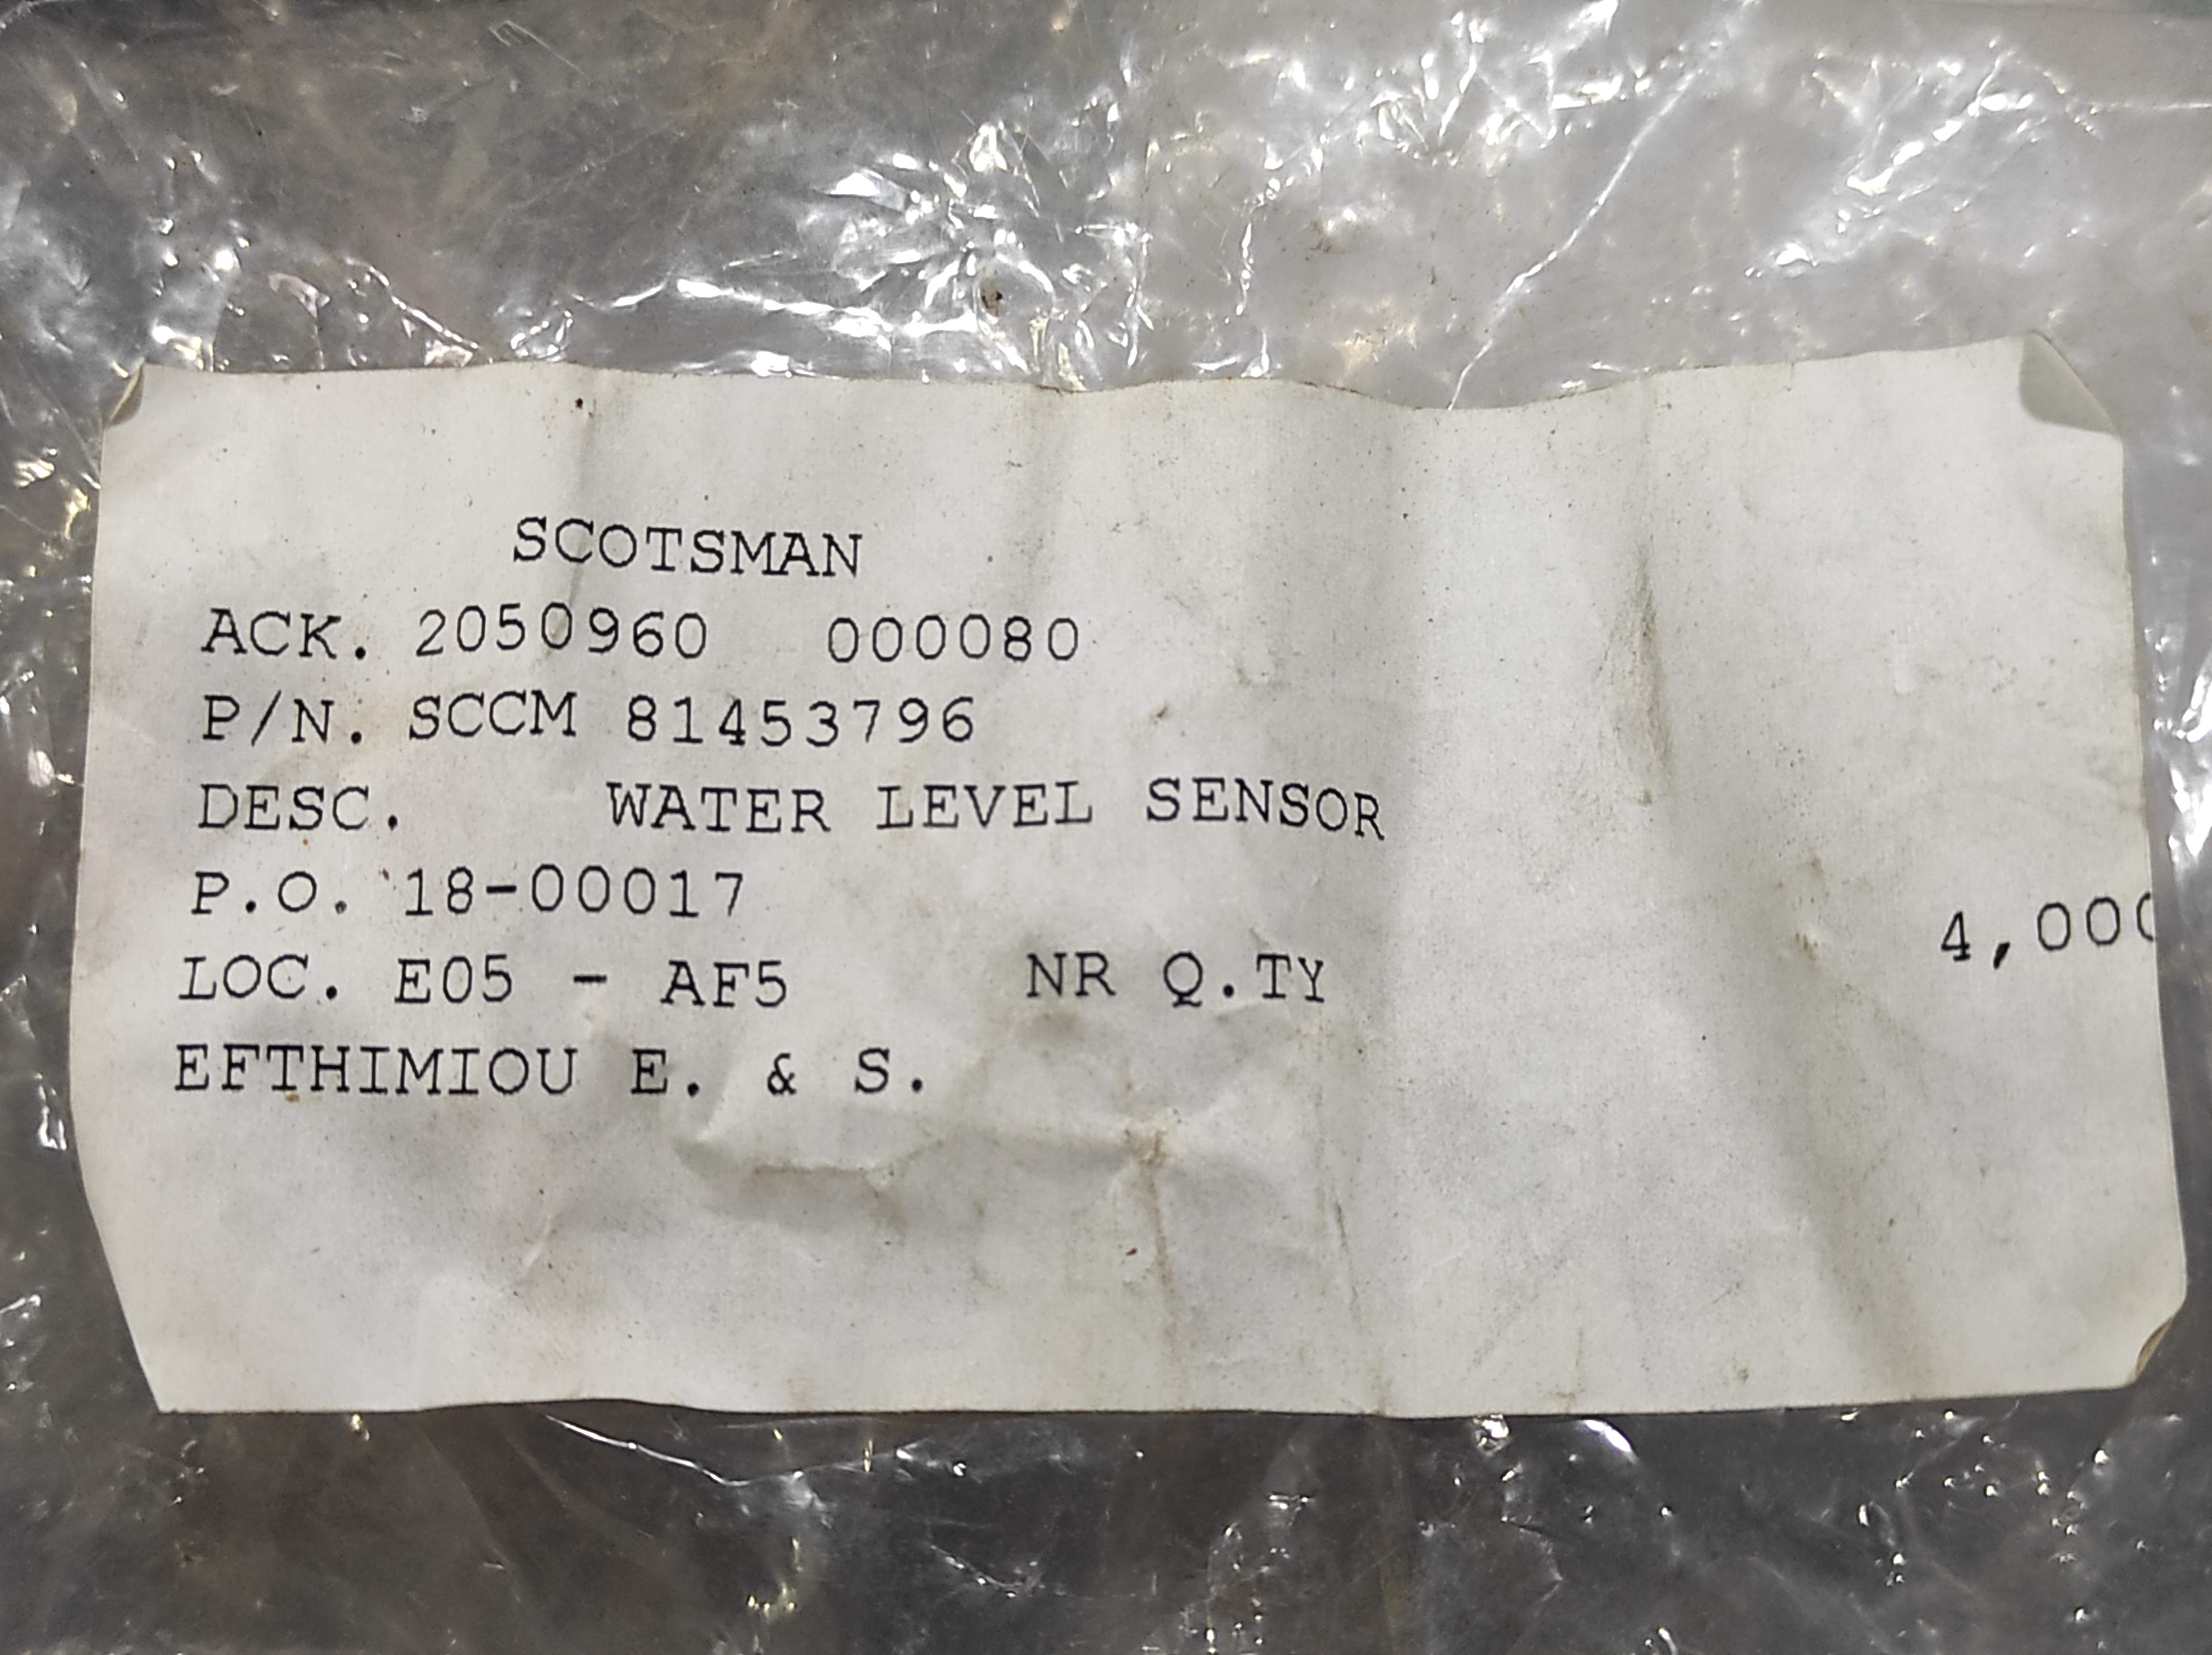 SCOTSMAN
ACK. 2050960 000080
P/N. SCCM 81453796
DESC. WATER LEVEL SENSOR
P.O. 18-00017
LOC. E05 - AF5 NR Q.TY 4,000
EFTHIMIOU E. & S.